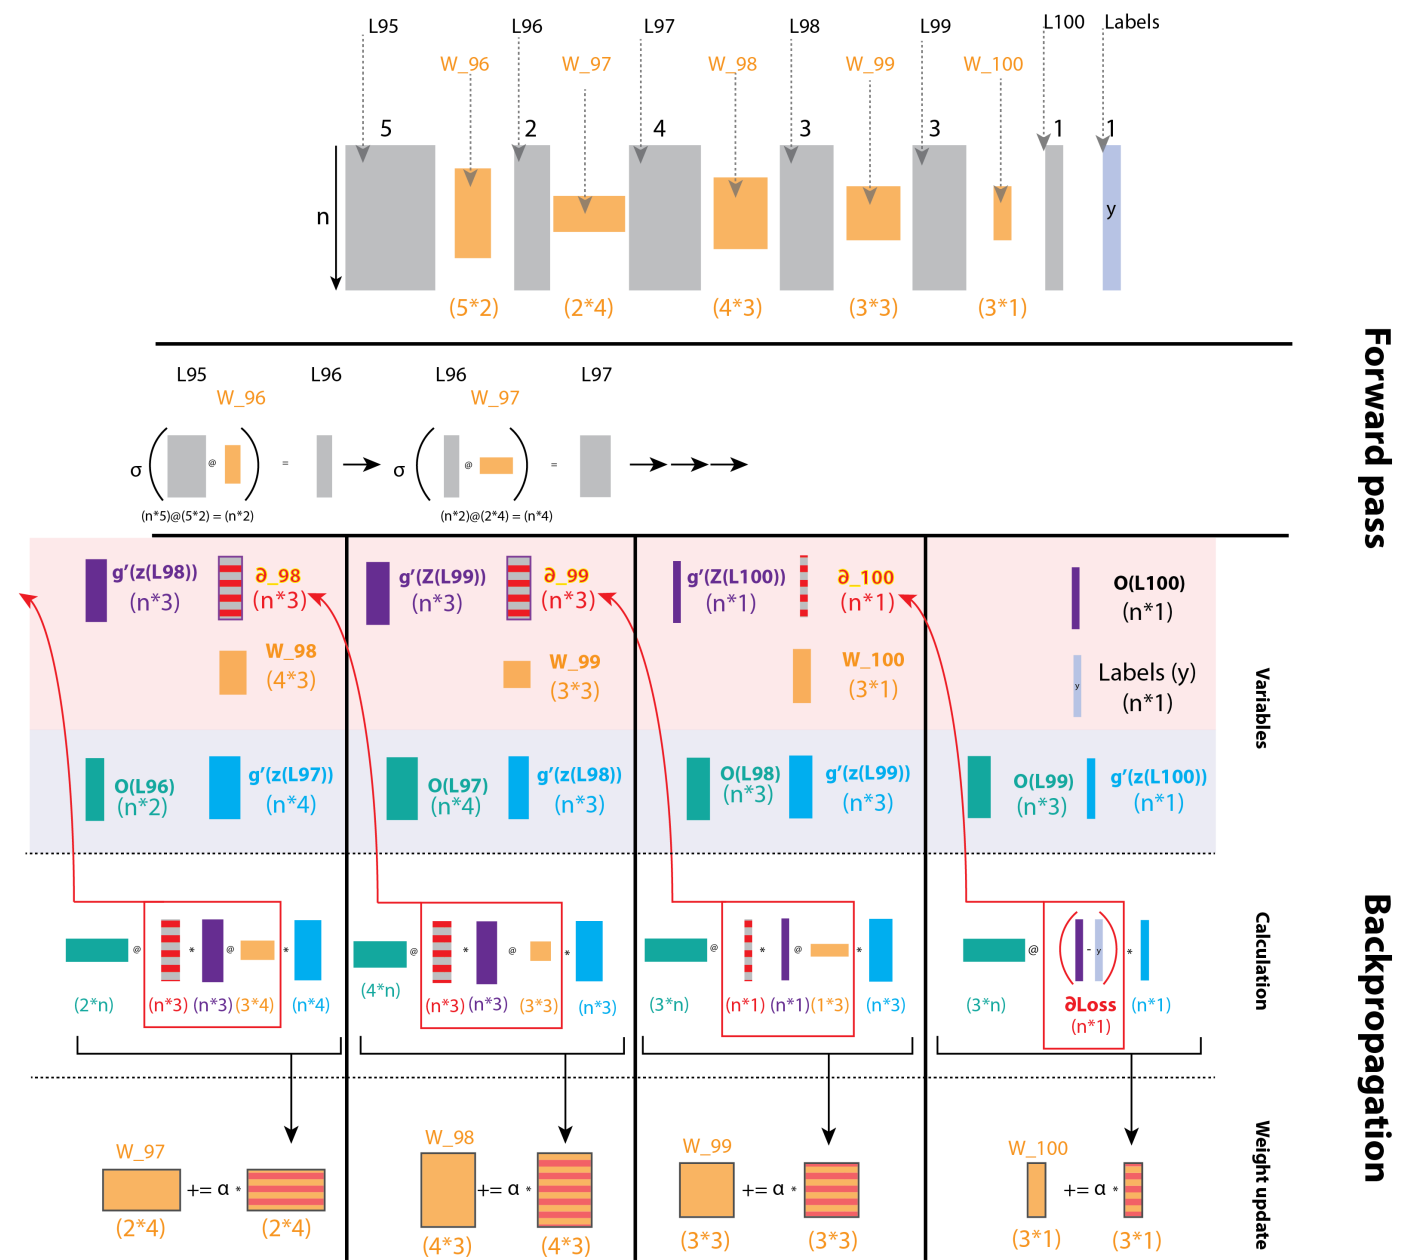 L95 L96 L97 L98 L99 L100 Labels
W_96 W_97 W_98 W_99 W_100
5 2 4 3 3 1 1
n
y
(5*2) (2*4) (4*3) (3*3) (3*1)
Forward pass
L95 L96 L96 L97
W_96 W_97
σ ( @ ) = σ ( @ ) =
(n*5)@(5*2) = (n*2) (n*2)@(2*4) = (n*4)
g'(z(L98)) ∂_98 g'(Z(L99)) ∂_99 g'(Z(L100)) ∂_100 O(L100)
(n*3) (n*3) (n*3) (n*3) (n*1) (n*1) (n*1)
W_98 W_99 W_100 Labels (y)
(4*3) (3*3) (3*1) y (n*1)
Variables
O(L96) g'(z(L97)) O(L97) g'(z(L98)) O(L98) g'(z(L99)) O(L99) g'(z(L100))
(n*2) (n*4) (n*4) (n*3) (n*3) (n*3) (n*3) (n*1)
Backpropagation
Calculation
@ * @ * @ * @ * @ * @ * @ ( - y ) *
(2*n) (n*3) (n*3) (3*4) (n*4) (4*n) (n*3) (n*3) (3*3) (n*3) (3*n) (n*1) (n*1) (1*3) (n*3) (3*n) ∂Loss (n*1)
(n*1)
Weight update
W_97 W_98 W_99 W_100
+= α * += α * += α * += α *
(2*4) (2*4) (4*3) (4*3) (3*3) (3*3) (3*1) (3*1)